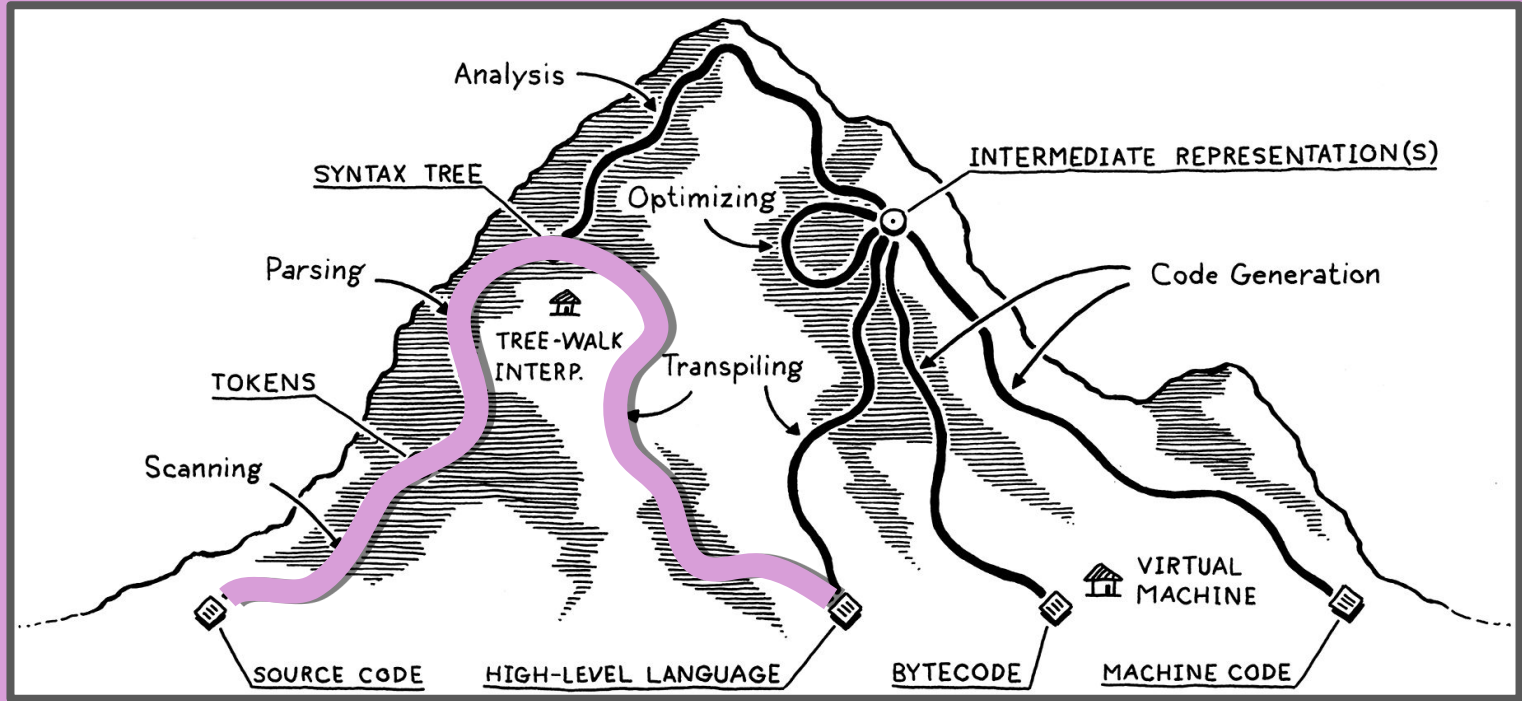 Analysis
INTERMEDIATE REPRESENTATION(S)
SYNTAX TREE
Optimizing
Parsing
Code Generation
TREE-WALK
INTERP.
Transpiling
TOKENS
Scanning
VIRTUAL
MACHINE
SOURCE CODE
HIGH-LEVEL LANGUAGE
BYTECODE
MACHINE CODE